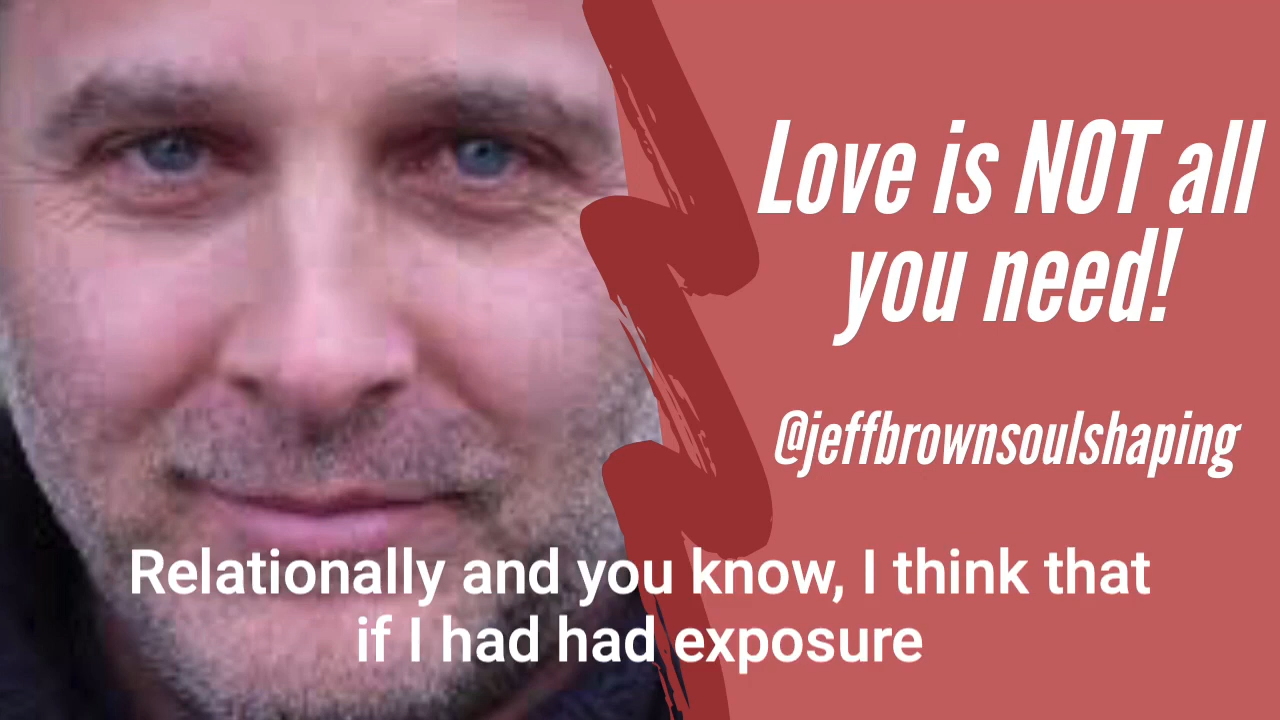 Love is NOT all
you need!
@jeffbrownsoulshaping
Relationally and you know, I think that
if I had had exposure